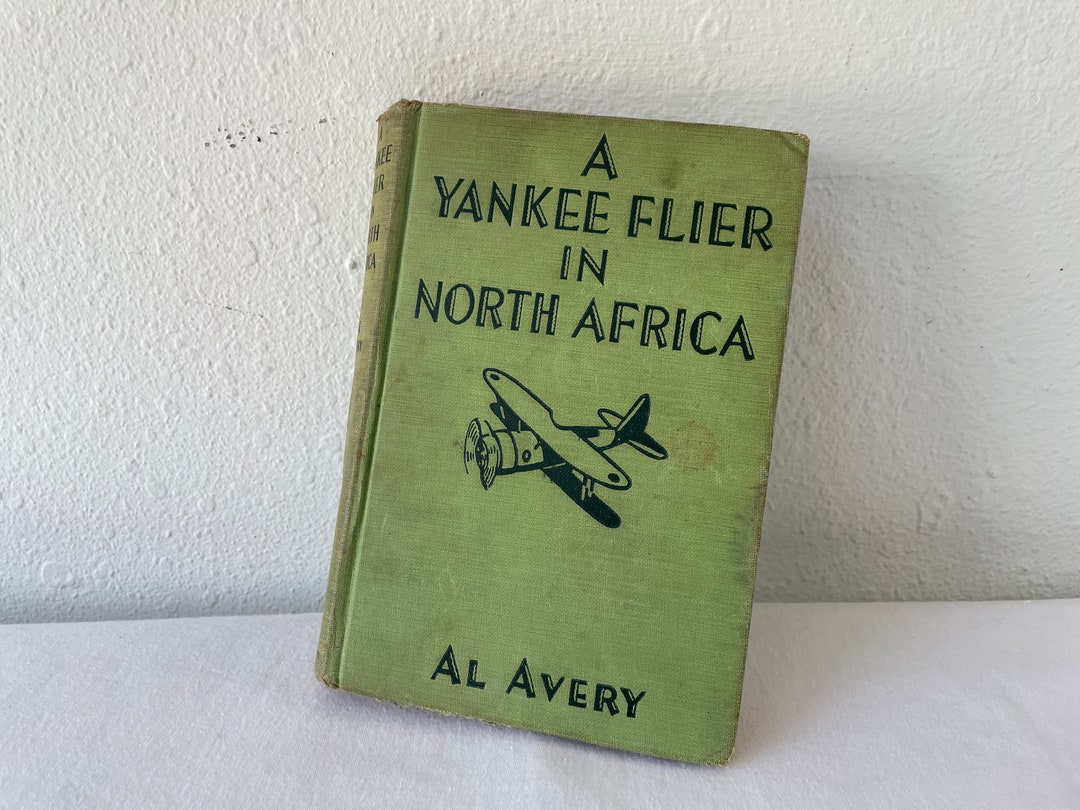 A
YANKEE FLIER
IN
NORTH AFRICA
AL AVERY